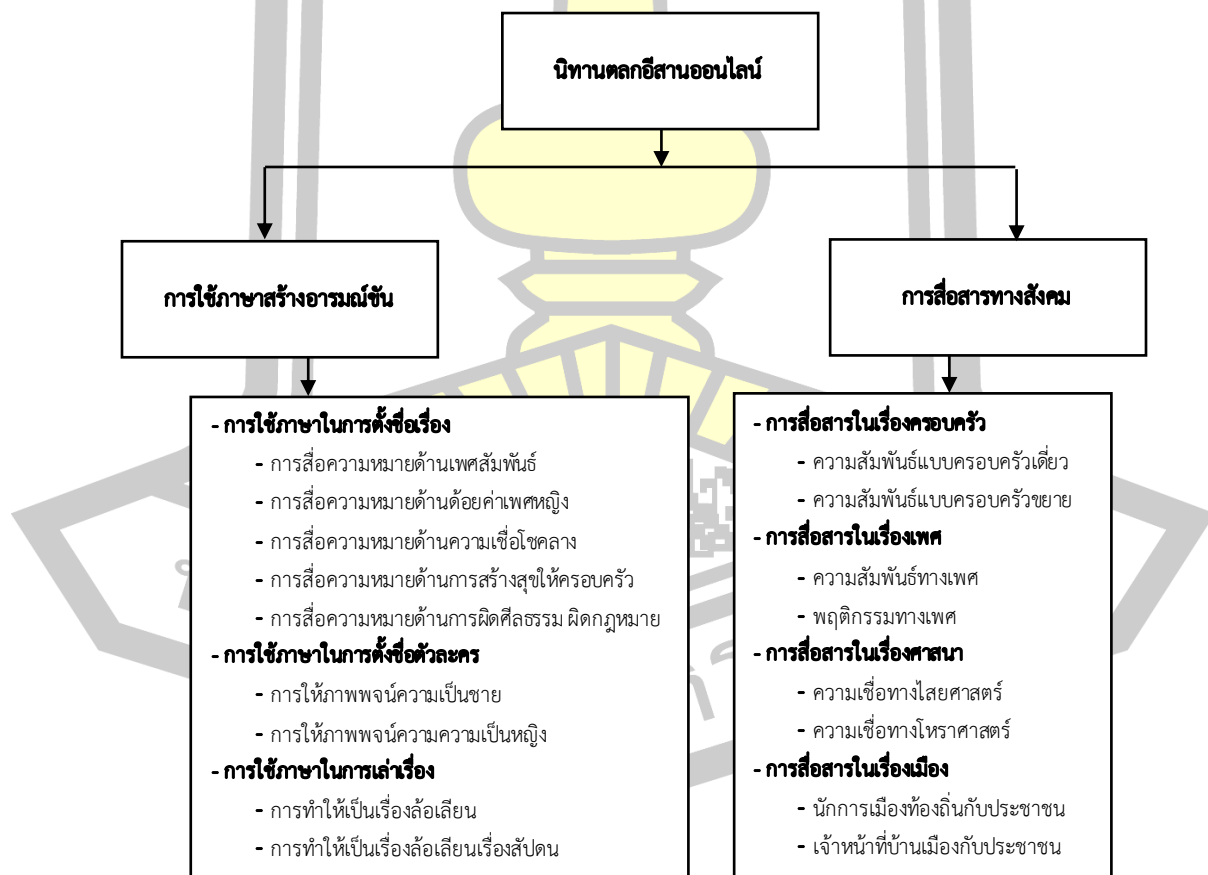 นิทานตลกอีสานออนไลน์
การใช้ภาษาสร้างอารมณ์ขัน
การสื่อสารทางสังคม
- การใช้ภาษาในการตั้งชื่อเรื่อง
- การสื่อความหมายด้านเพศสัมพันธ์
- การสื่อความหมายด้านด้อยค่าเพศหญิง
- การสื่อความหมายด้านความเชื่อโชคลาง
- การสื่อความหมายด้านการสร้างสุขให้ครอบครัว
- การสื่อความหมายด้านการผิดศีลธรรม ผิดกฎหมาย
- การใช้ภาษาในการตั้งชื่อตัวละคร
- การให้ภาพพจน์ความเป็นชาย
- การให้ภาพพจน์ความความเป็นหญิง
- การใช้ภาษาในการเล่าเรื่อง
- การทำให้เป็นเรื่องล้อเลียน
- การทำให้เป็นเรื่องล้อเลียนเรื่องสัปดน
- การสื่อสารในเรื่องครอบครัว
- ความสัมพันธ์แบบครอบครัวเดี่ยว
- ความสัมพันธ์แบบครอบครัวขยาย
- การสื่อสารในเรื่องเพศ
- ความสัมพันธ์ทางเพศ
- พฤติกรรมทางเพศ
- การสื่อสารในเรื่องศาสนา
- ความเชื่อทางไสยศาสตร์
- ความเชื่อทางโหราศาสตร์
- การสื่อสารในเรื่องเมือง
- นักการเมืองท้องถิ่นกับประชาชน
- เจ้าหน้าที่บ้านเมืองกับประชาชน